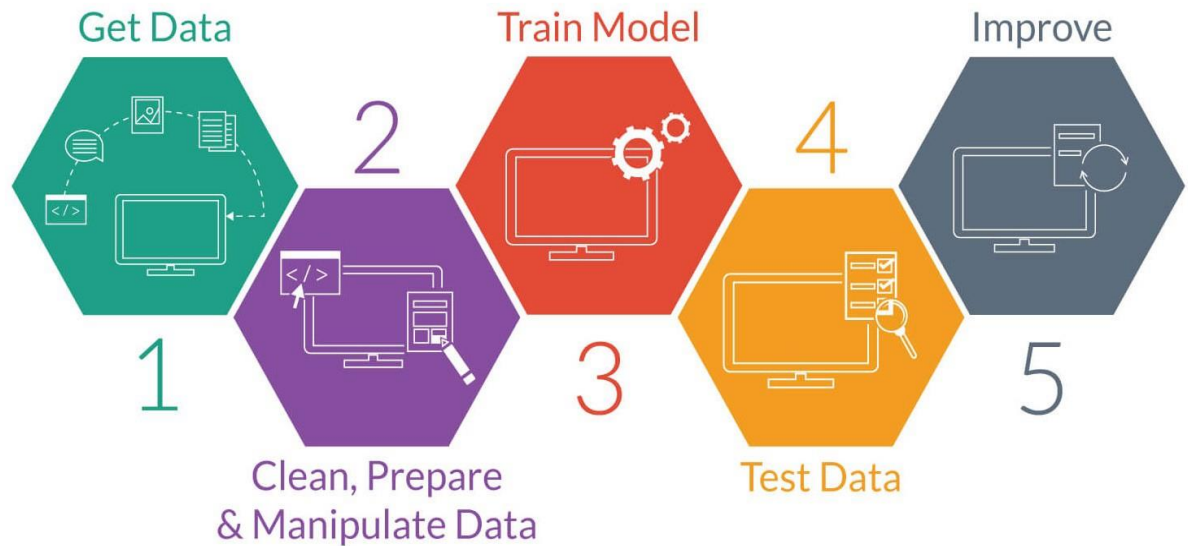 Get Data
1
2
Clean, Prepare
& Manipulate Data
Train Model
3
4
Test Data
Improve
5
</>
</>